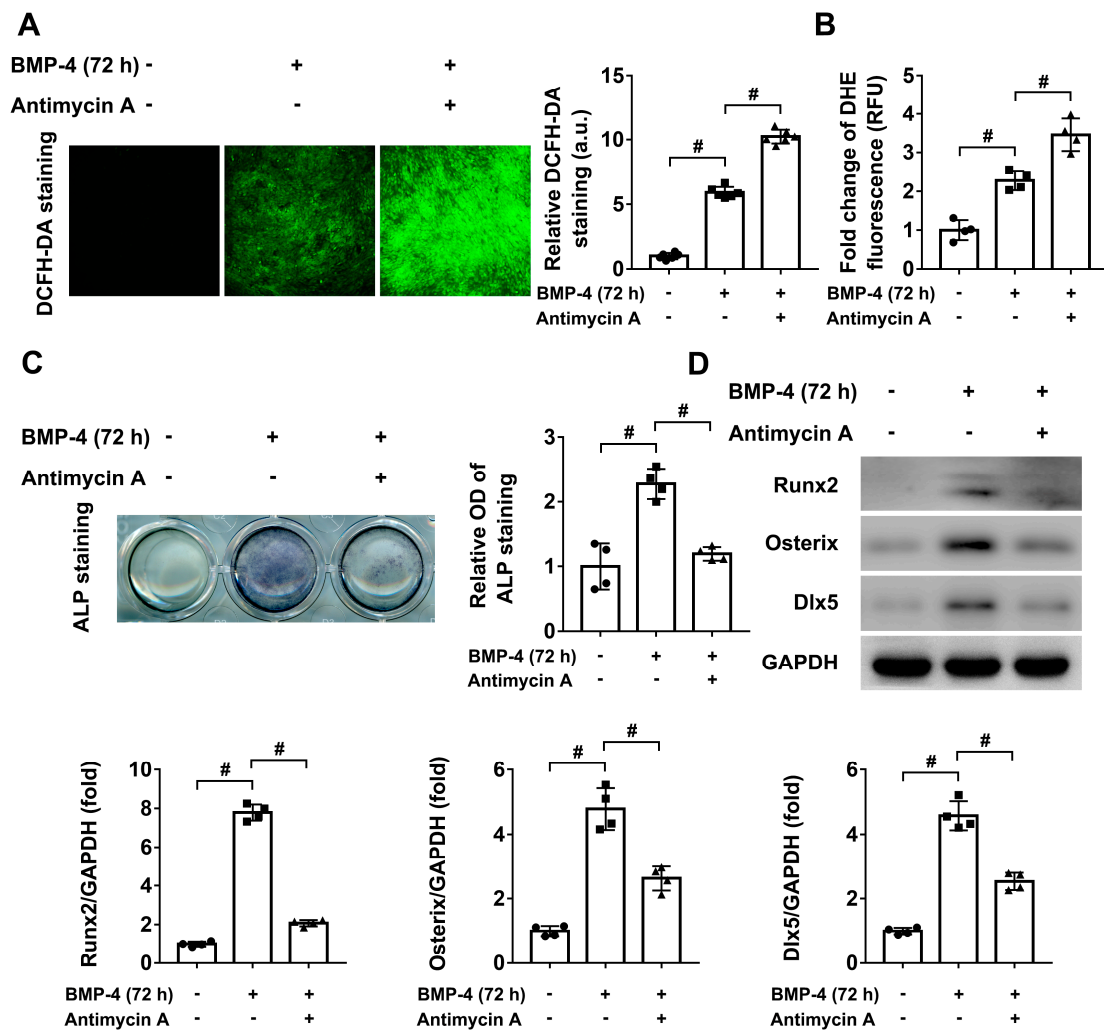 A
BMP-4 (72 h) - + +
Antimycin A - - +
DCFH-DA staining
Relative DCFH-DA
staining (a.u.)
15
10
5
0
#
#
BMP-4 (72 h) - + +
Antimycin A - - +
B
Fold change of DHE
fluorescence (RFU)
5
4
3
2
1
0
#
#
BMP-4 (72 h) - + +
Antimycin A - - +
C
BMP-4 (72 h) - + +
Antimycin A - - +
ALP staining
Relative OD of
ALP staining
3
2
1
0
#
#
BMP-4 (72 h) - + +
Antimycin A - - +
D
BMP-4 (72 h) - + +
Antimycin A - - +
Runx2
Osterix
Dlx5
GAPDH
Runx2/GAPDH (fold)
10
8
6
4
2
0
#
#
BMP-4 (72 h) - + +
Antimycin A - - +
Osterix/GAPDH (fold)
6
4
2
0
#
#
BMP-4 (72 h) - + +
Antimycin A - - +
Dlx5/GAPDH (fold)
6
4
2
0
#
#
BMP-4 (72 h) - + +
Antimycin A - - +